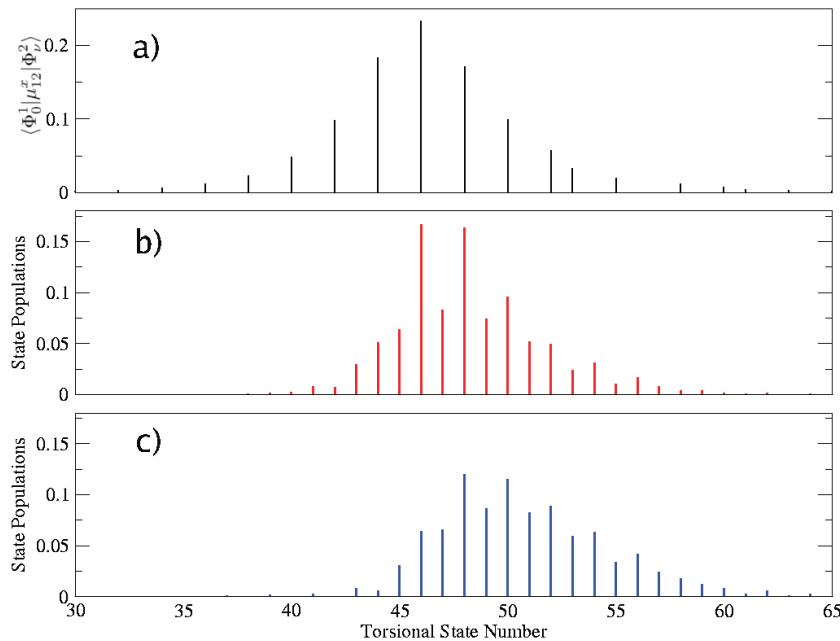 a)
⟨Φ₀¹|μ₁₂ˣ|Φᵥ²⟩
0.2
0.1
0
b)
State Populations
0.15
0.1
0.05
0
c)
State Populations
0.15
0.1
0.05
0
30 35 40 45 50 55 60 65
Torsional State Number